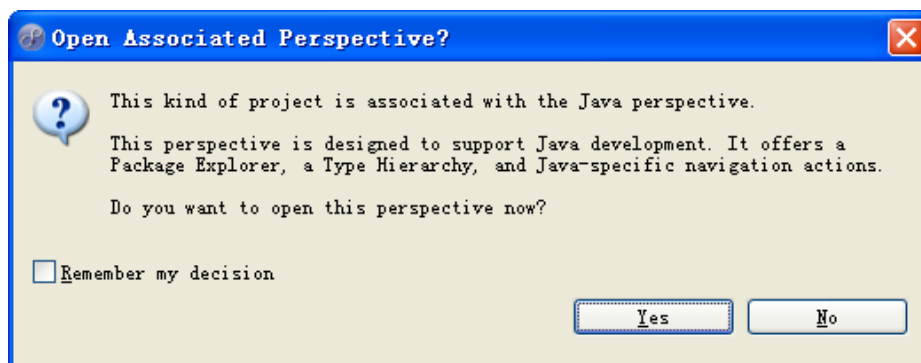 Open Associated Perspective?
This kind of project is associated with the Java perspective.
This perspective is designed to support Java development. It offers a
Package Explorer, a Type Hierarchy, and Java-specific navigation actions.
Do you want to open this perspective now?
Remember my decision
Yes No